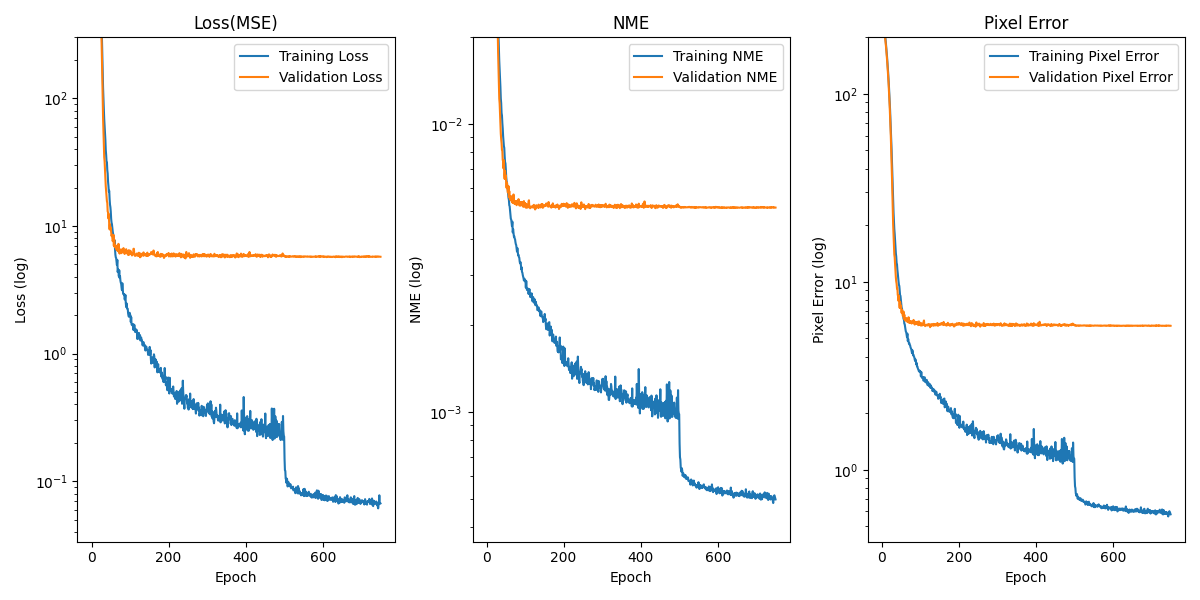 Loss(MSE)
Training Loss
Validation Loss
10²
10¹
10⁰
10⁻¹
Loss (log)
0 200 400 600
Epoch
NME
Training NME
Validation NME
10⁻²
10⁻³
NME (log)
0 200 400 600
Epoch
Pixel Error
Training Pixel Error
Validation Pixel Error
10²
10¹
10⁰
Pixel Error (log)
0 200 400 600
Epoch